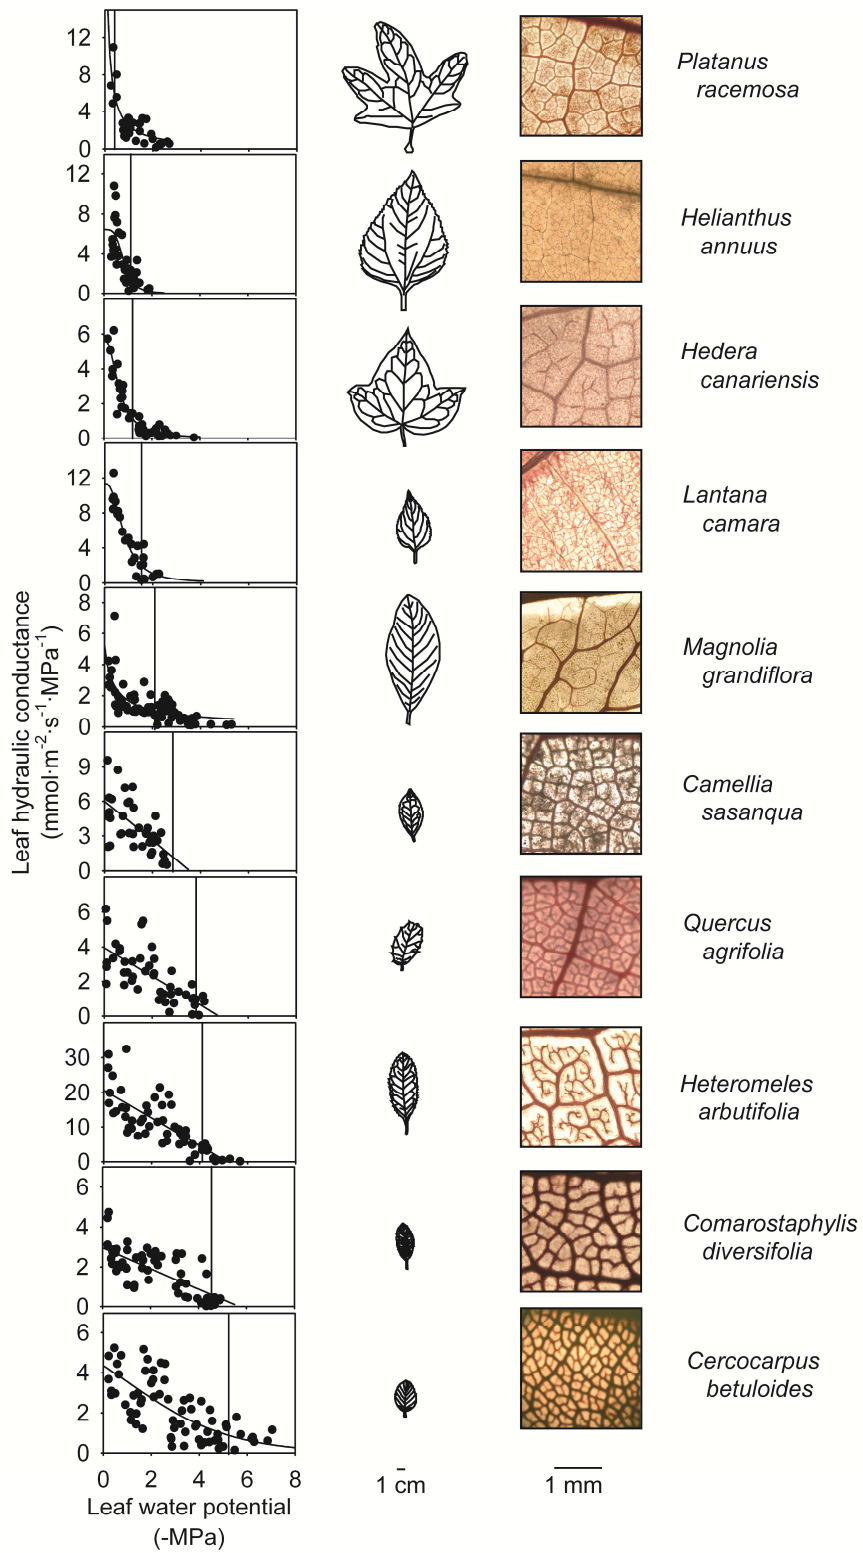 12
8
4
0
Platanus
racemosa
12
8
4
0
Helianthus
annuus
6
4
2
0
Hedera
canariensis
12
8
4
0
Lantana
camara
8
6
4
2
0
Magnolia
grandiflora
Leaf hydraulic conductance
(mmol·m⁻²·s⁻¹·MPa⁻¹)
9
6
3
0
Camellia
sasanqua
6
4
2
0
Quercus
agrifolia
30
20
10
0
Heteromeles
arbutifolia
6
4
2
0
Comarostaphylis
diversifolia
6
4
2
0
Cercocarpus
betuloides
0 2 4 6 8
Leaf water potential
(-MPa)
1 cm
1 mm